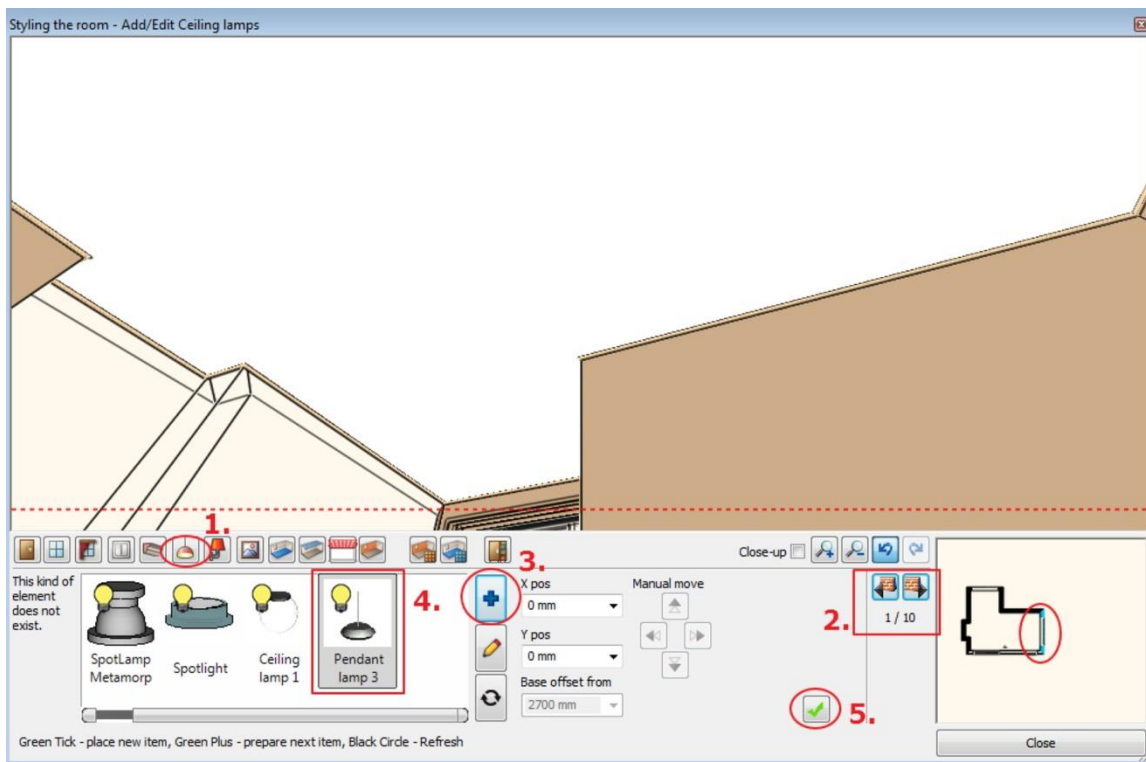 Styling the room - Add/Edit Ceiling lamps
1.
Close-up
This kind of
element
does not
exist.
SpotLamp
Metamorp
Spotlight
Ceiling
lamp 1
Pendant
lamp 3
4.
3.
X pos
0 mm
Y pos
0 mm
Base offset from
2700 mm
Manual move
2.
1 / 10
5.
Green Tick - place new item, Green Plus - prepare next item, Black Circle - Refresh
Close